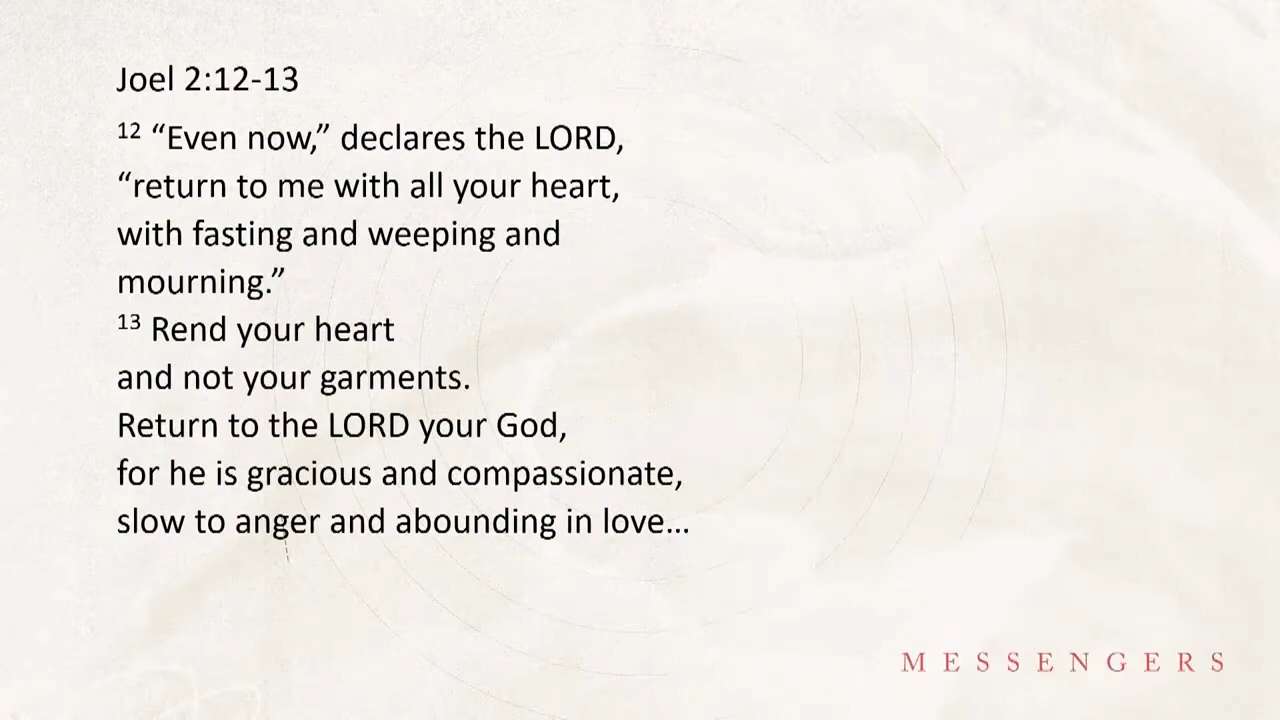 Joel 2:12-13
12 “Even now,” declares the LORD,
“return to me with all your heart,
with fasting and weeping and
mourning.”
13 Rend your heart
and not your garments.
Return to the LORD your God,
for he is gracious and compassionate,
slow to anger and abounding in love…
MESSENGERS